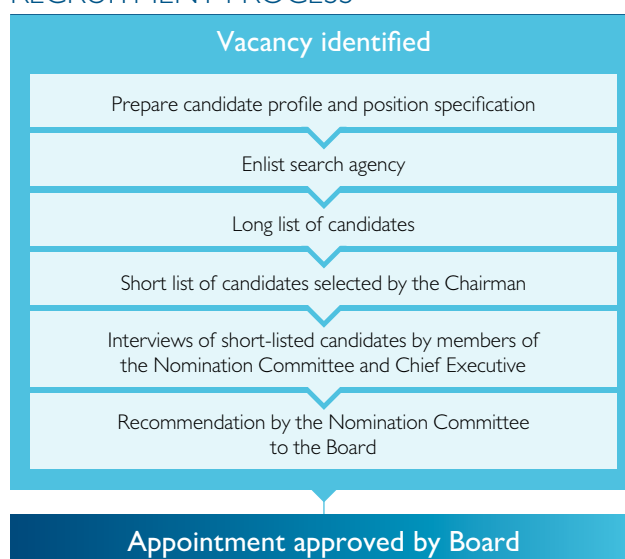 RECRUITMENT PROCESS
Vacancy identified
Prepare candidate profile and position specification
Enlist search agency
Long list of candidates
Short list of candidates selected by the Chairman
Interviews of short-listed candidates by members of
the Nomination Committee and Chief Executive
Recommendation by the Nomination Committee
to the Board
Appointment approved by Board